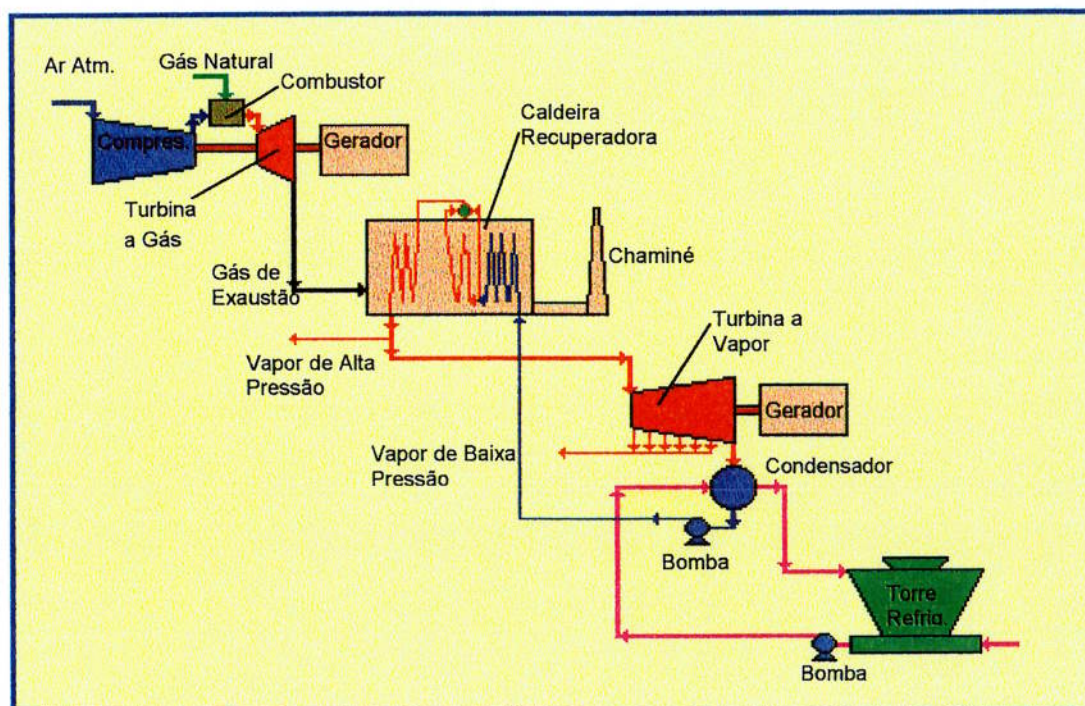 Ar Atm.
Gás Natural
Combustor
Compres.
Gerador
Turbina
a Gás
Caldeira
Recuperadora
Chaminé
Gás de
Exaustão
Vapor de Alta
Pressão
Turbina a
Vapor
Gerador
Vapor de Baixa
Pressão
Condensador
Bomba
Torre
Refrig.
Bomba